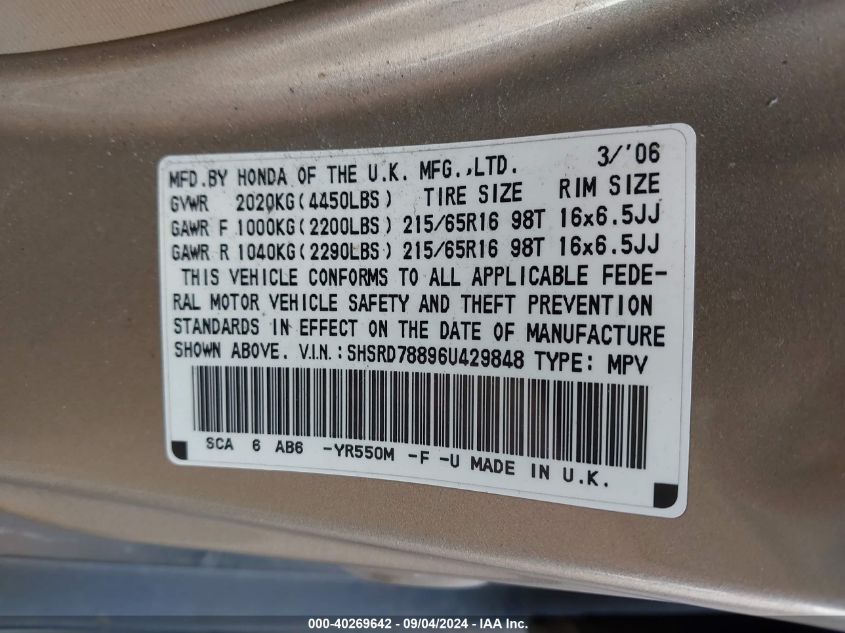 MFD.BY HONDA OF THE U.K. MFG.,LTD. 3/'06
GVWR 2020KG(4450LBS) TIRE SIZE RIM SIZE
GAWR F 1000KG(2200LBS) 215/65R16 98T 16x6.5JJ
GAWR R 1040KG(2290LBS) 215/65R16 98T 16x6.5JJ
THIS VEHICLE CONFORMS TO ALL APPLICABLE FEDE-
RAL MOTOR VEHICLE SAFETY AND THEFT PREVENTION
STANDARDS IN EFFECT ON THE DATE OF MANUFACTURE
SHOWN ABOVE. V.I.N.:SHSRD78896U429848 TYPE: MPV
SCA 6 AB6 -YR550M -F -U MADE IN U.K.
000-40269642 - 09/04/2024 - IAA Inc.